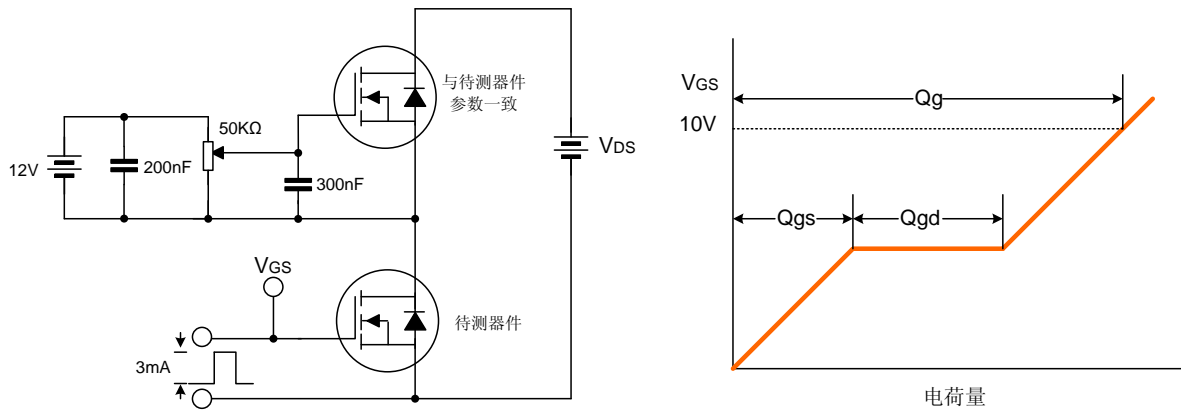 与待测器件
参数一致
50KΩ
12V
200nF
300nF
VDS
VGS
待测器件
3mA
VGS
10V
Qg
Qgs
Qgd
电荷量